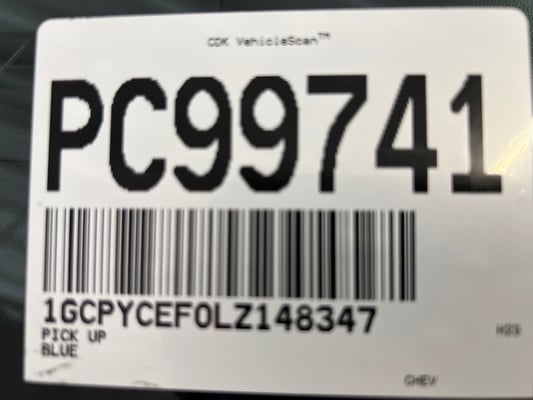 CDK VehicleScan™
PC99741
1GCPYCEF0LZ148347
PICK UP
BLUE
H23
CHEV